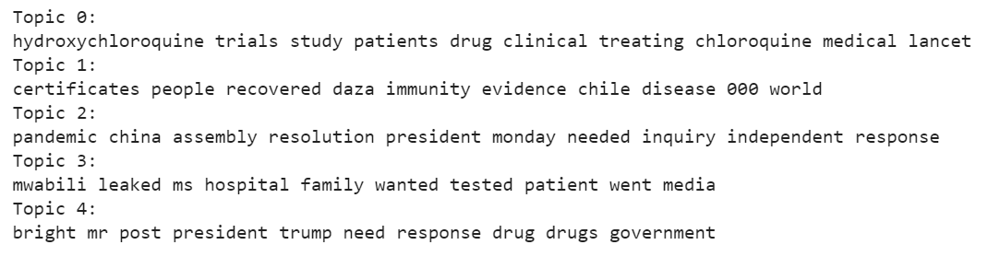 Topic 0:
hydroxychloroquine trials study patients drug clinical treating chloroquine medical lancet
Topic 1:
certificates people recovered daza immunity evidence chile disease 000 world
Topic 2:
pandemic china assembly resolution president monday needed inquiry independent response
Topic 3:
mwabili leaked ms hospital family wanted tested patient went media
Topic 4:
bright mr post president trump need response drug drugs government